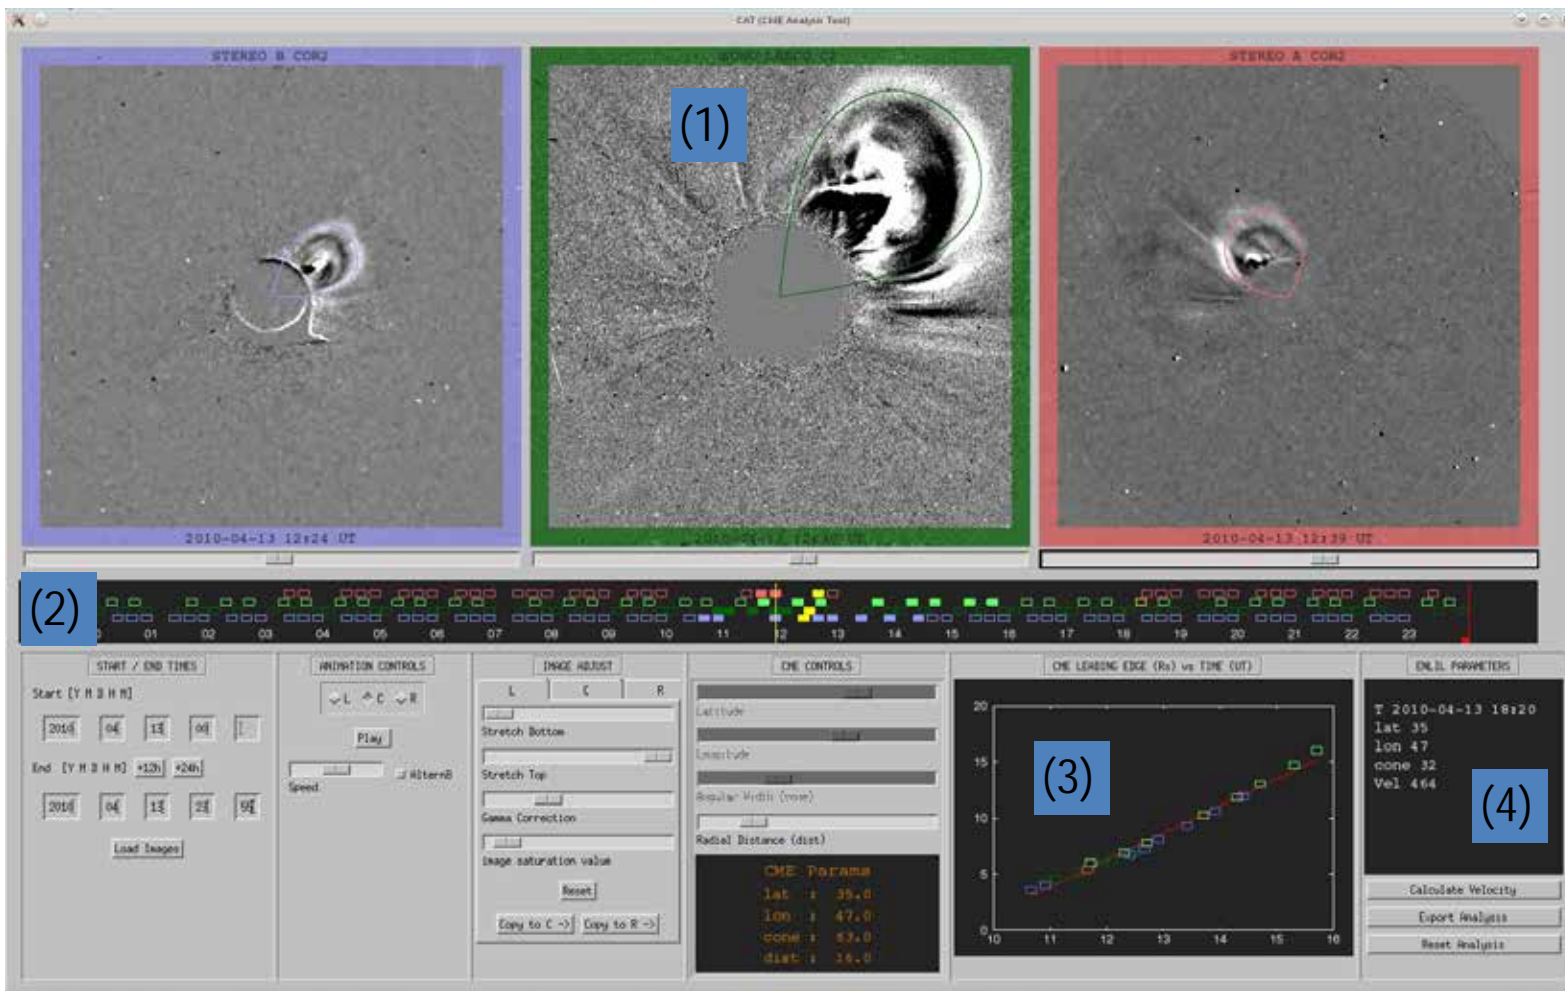 CAT (CME Analysis Tool)
STEREO B COR2
STEREO A COR2
(1)
2010-04-13 12:24 UT
2010-04-13 12:39 UT
(2)
01 02 03 04 05 06 07 08 09 10 11 12 13 14 15 16 17 18 19 20 21 22 23
START / END TIMES
Start [Y M D H M]
2010 04 13 00
End [Y M D H M] +12h +24h
2010 04 13 23 59
Load Images
ANIMATION CONTROLS
L C R
Play
AlternB
Speed
IMAGE ADJUST
L C R
Stretch Bottom
Stretch Top
Gamma Correction
Image saturation value
Reset
Copy to C -> Copy to R ->
CME CONTROLS
Latitude
Longitude
Angular Width (cone)
Radial Distance (dist)
CME Params
lat : 35.0
lon : 47.0
cone : 63.0
dist : 16.0
CME LEADING EDGE (Rs) vs TIME (UT)
20
15
10
5
0
10 11 12 13 14 15 16
(3)
ENLIL PARAMETERS
T 2010-04-13 18:20
lat 35
lon 47
cone 32
Vel 464
(4)
Calculate Velocity
Export Analysis
Reset Analysis